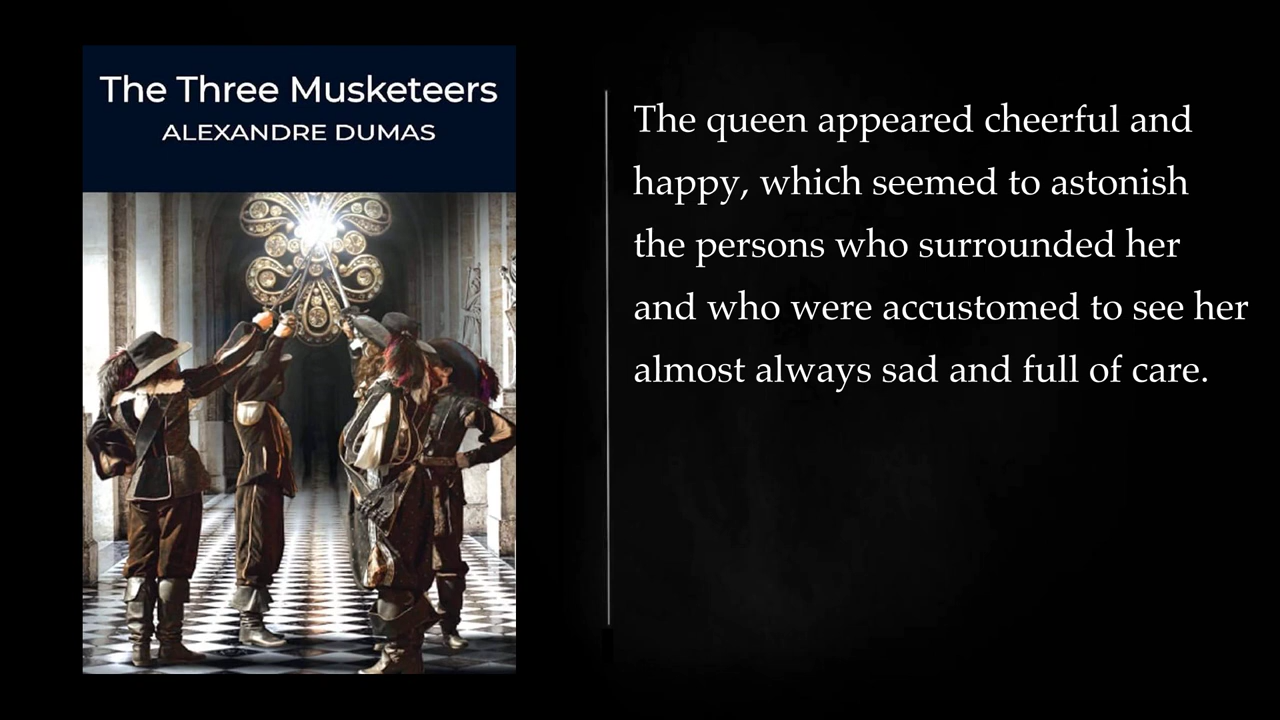 The Three Musketeers
ALEXANDRE DUMAS
The queen appeared cheerful and
happy, which seemed to astonish
the persons who surrounded her
and who were accustomed to see her
almost always sad and full of care.